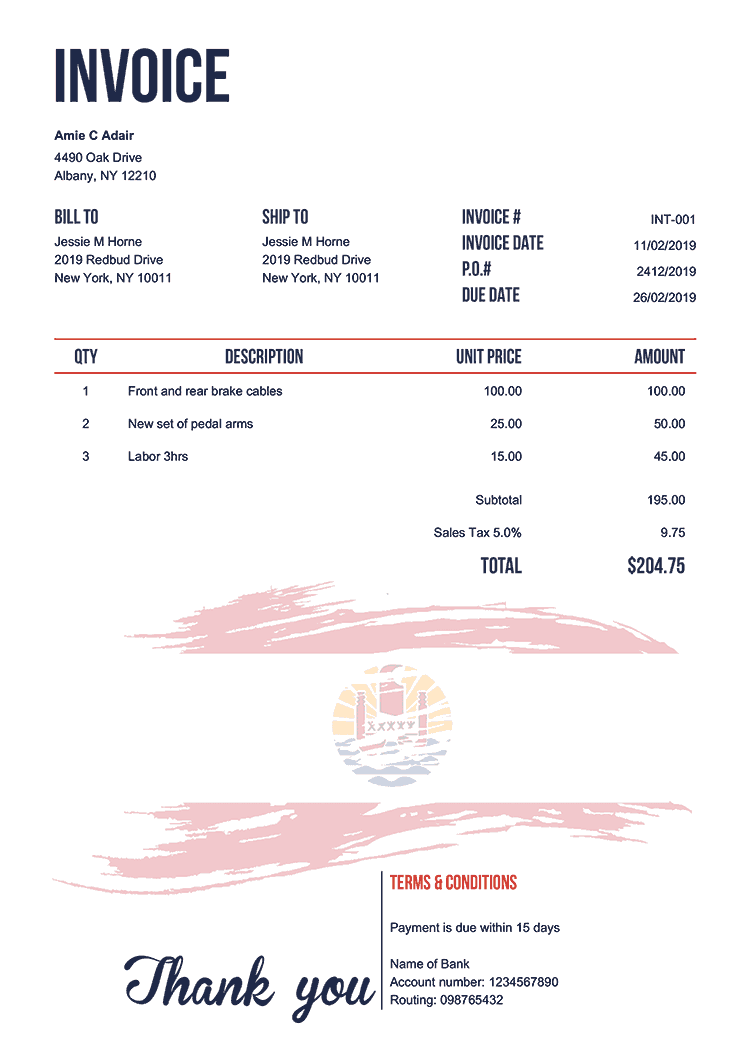 INVOICE
Amie C Adair
4490 Oak Drive
Albany, NY 12210
BILL TO
Jessie M Horne
2019 Redbud Drive
New York, NY 10011
SHIP TO
Jessie M Horne
2019 Redbud Drive
New York, NY 10011
INVOICE # INT-001
INVOICE DATE 11/02/2019
P.O.# 2412/2019
DUE DATE 26/02/2019
QTY DESCRIPTION UNIT PRICE AMOUNT
1 Front and rear brake cables 100.00 100.00
2 New set of pedal arms 25.00 50.00
3 Labor 3hrs 15.00 45.00
Subtotal 195.00
Sales Tax 5.0% 9.75
TOTAL $204.75
Thank you
TERMS & CONDITIONS
Payment is due within 15 days
Name of Bank
Account number: 1234567890
Routing: 098765432